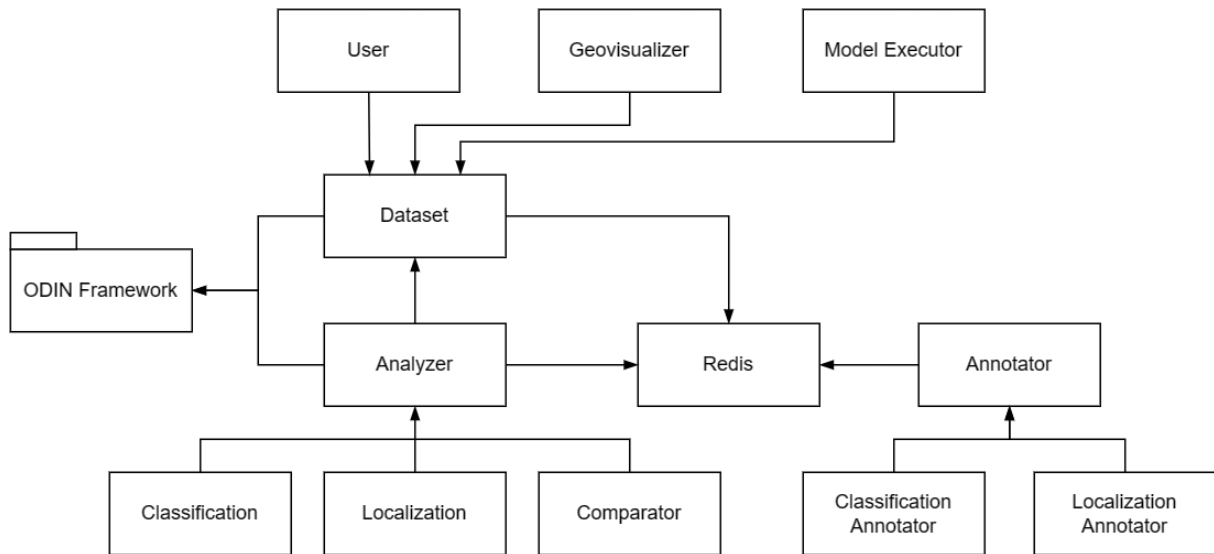 User
Geovisualizer
Model Executor
Dataset
ODIN Framework
Analyzer
Redis
Annotator
Classification
Localization
Comparator
Classification
Annotator
Localization
Annotator